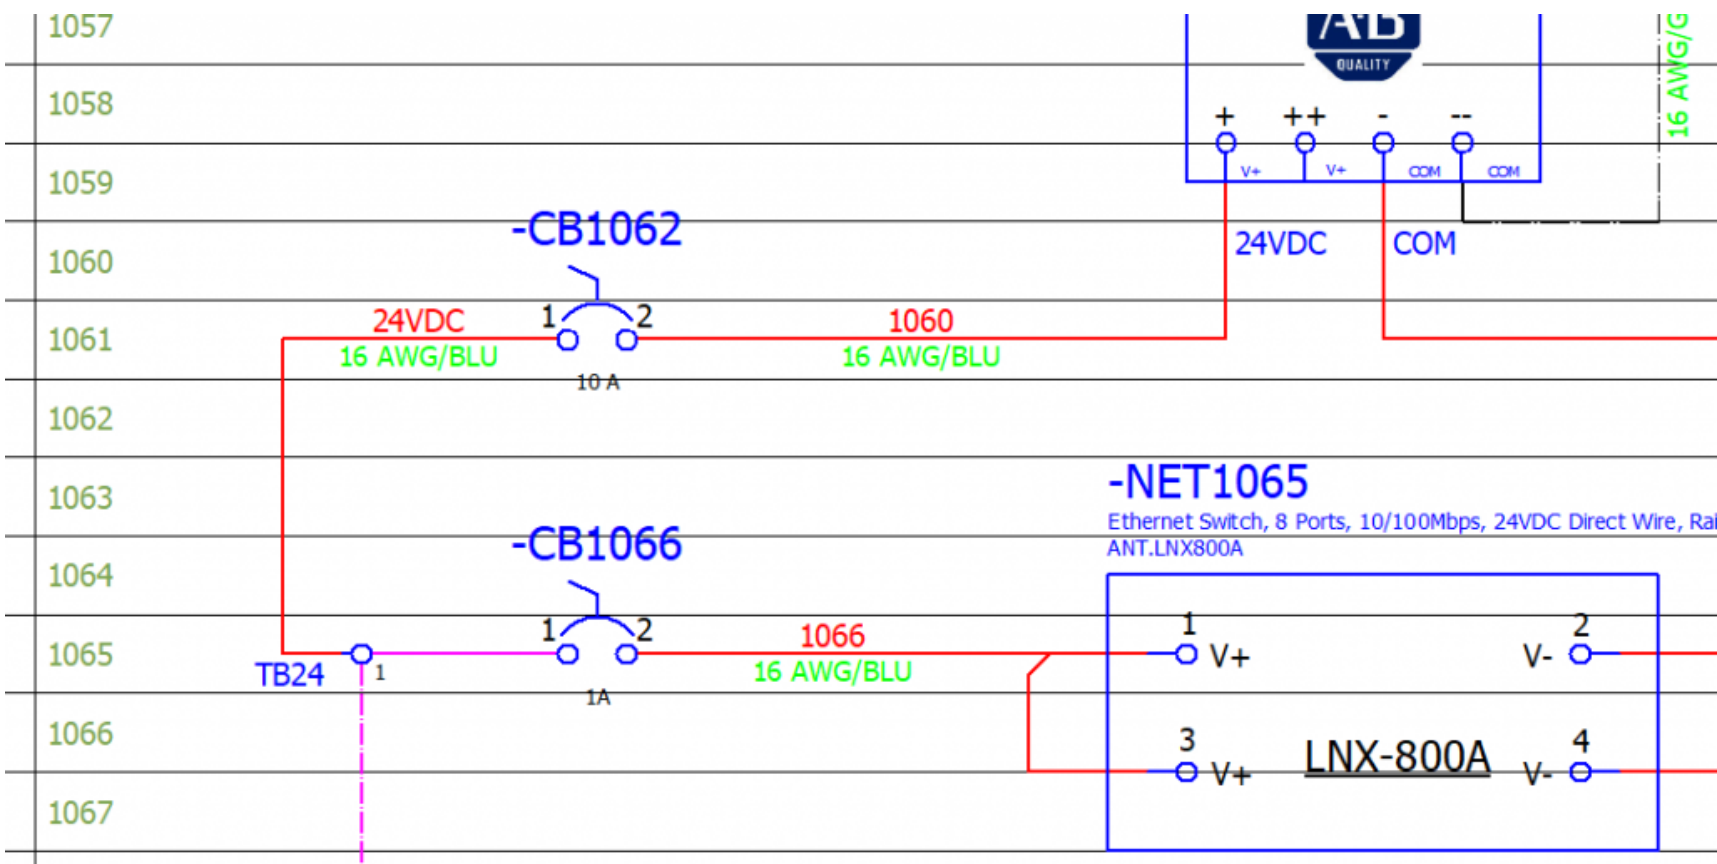 1057
A·B
QUALITY
16 AWG/G
1058
+ ++ - --
1059
V+ V+ COM COM
-CB1062
24VDC COM
1060
1061
24VDC 1 2 1060
16 AWG/BLU 16 AWG/BLU
10 A
1062
-NET1065
1063
Ethernet Switch, 8 Ports, 10/100Mbps, 24VDC Direct Wire, Rai
-CB1066
ANT.LNX800A
1064
1 2 1066 1 2
1065
V+ V-
TB24 1 16 AWG/BLU
1A
1066
3 4
V+ LNX-800A V-
1067